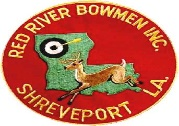 RED RIVER BOWMEN INC.
SHREVEPORT LA.